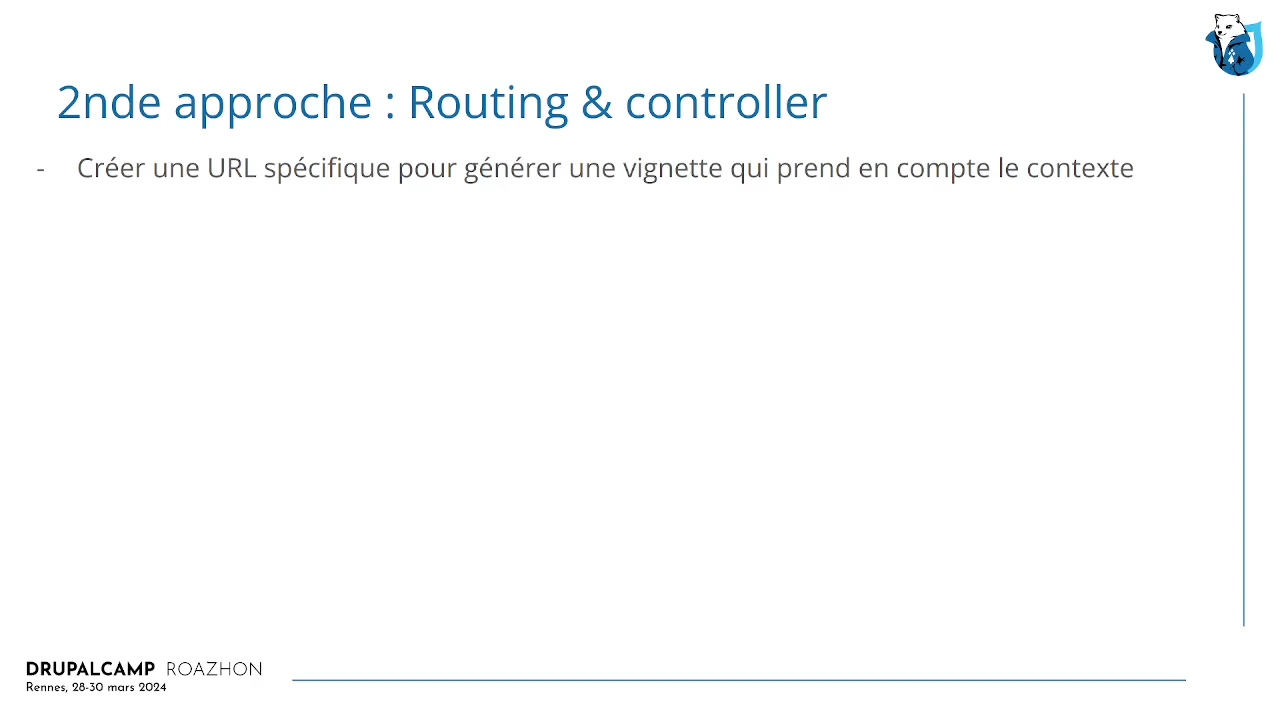 2nde approche : Routing & controller
- Créer une URL spécifique pour générer une vignette qui prend en compte le contexte
DRUPALCAMP ROAZHON
Rennes, 28-30 mars 2024